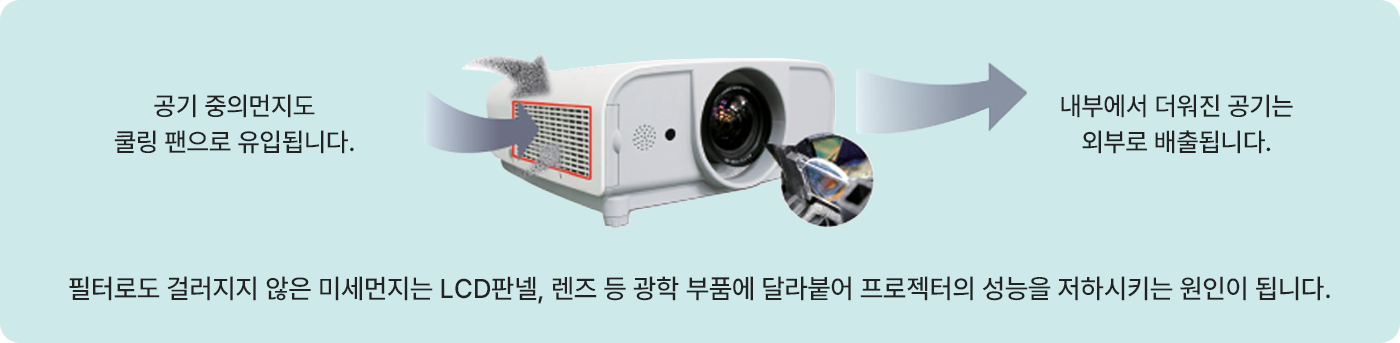 공기 중의먼지도
쿨링 팬으로 유입됩니다.
내부에서 더워진 공기는
외부로 배출됩니다.
필터로도 걸러지지 않은 미세먼지는 LCD판넬, 렌즈 등 광학 부품에 달라붙어 프로젝터의 성능을 저하시키는 원인이 됩니다.